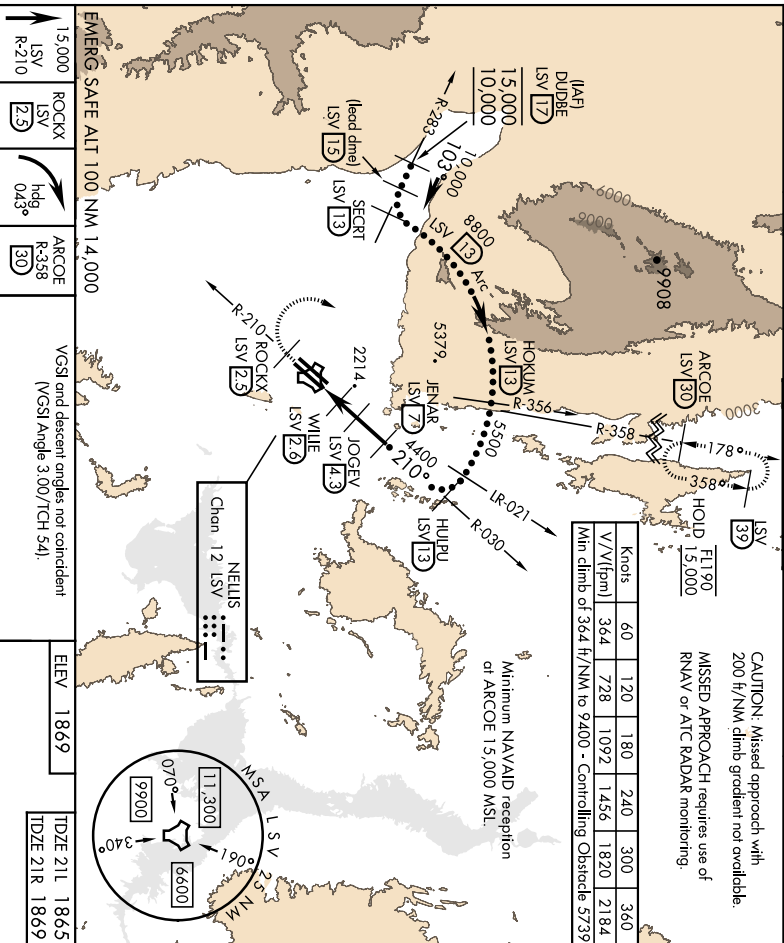 EMERG SAFE ALT 100 NM 14,000
(IAF)
DUDBE
LSV 17
15,000
10,000
R-283
10,000
103°
(lead dme)
LSV 15
SECRT
LSV 13
8800
LSV 13 Arc
6000
9000
9908
HOKUM
LSV 13
5379
R-356
5500
JENAR
LSV 7
4400
210°
2214
R-210
ROCKX
LSV 2.5
WILIE
LSV 2.6
JOGEV
LSV 4.3
LR-021
R-030
HULPU
LSV 13
ARCOE
LSV 30
3000
R-358
178°
358°
HOLD
LSV 39
FL190
15,000
NELLIS
Chan 12 LSV
CAUTION: Missed approach with
200 ft/NM climb gradient not available.
MISSED APPROACH requires use of
RNAV or ATC RADAR monitoring.
Knots 60 120 180 240 300 360
V/V(fpm) 364 728 1092 1456 1820 2184
Min climb of 364 ft/NM to 9400 - Controlling Obstacle 5739
Minimum NAVAID reception
at ARCOE 15,000 MSL.
MSA LSV 25 NM
11,300
070°
190°
6600
9900
340°
15,000
LSV
R-210
ROCKX
LSV
2.5
hdg
043°
ARCOE
R-358
30
VGSI and descent angles not coincident
(VGSI Angle 3.00/TCH 54).
ELEV 1869
TDZE 21L 1865
TDZE 21R 1869